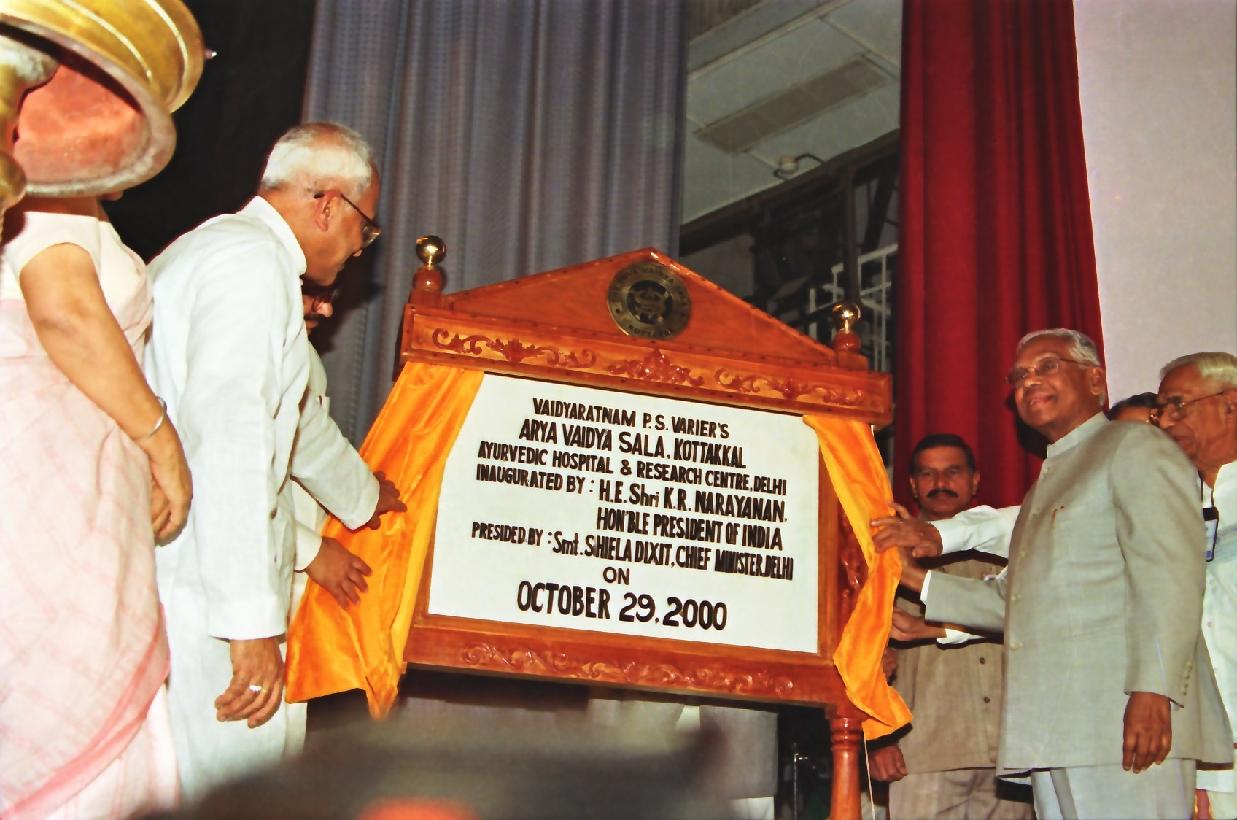 VAIDYARATNAM P.S. VARIER'S
ARYA VAIDYA SALA, KOTTAKKAL
AYURVEDIC HOSPITAL & RESEARCH CENTRE, DELHI
INAUGURATED BY : H.E. Shri K.R. NARAYANAN,
HON'BLE PRESIDENT OF INDIA
PRESIDED BY : Smt. SHIELA DIXIT, CHIEF MINISTER, DELHI
ON
OCTOBER 29, 2000